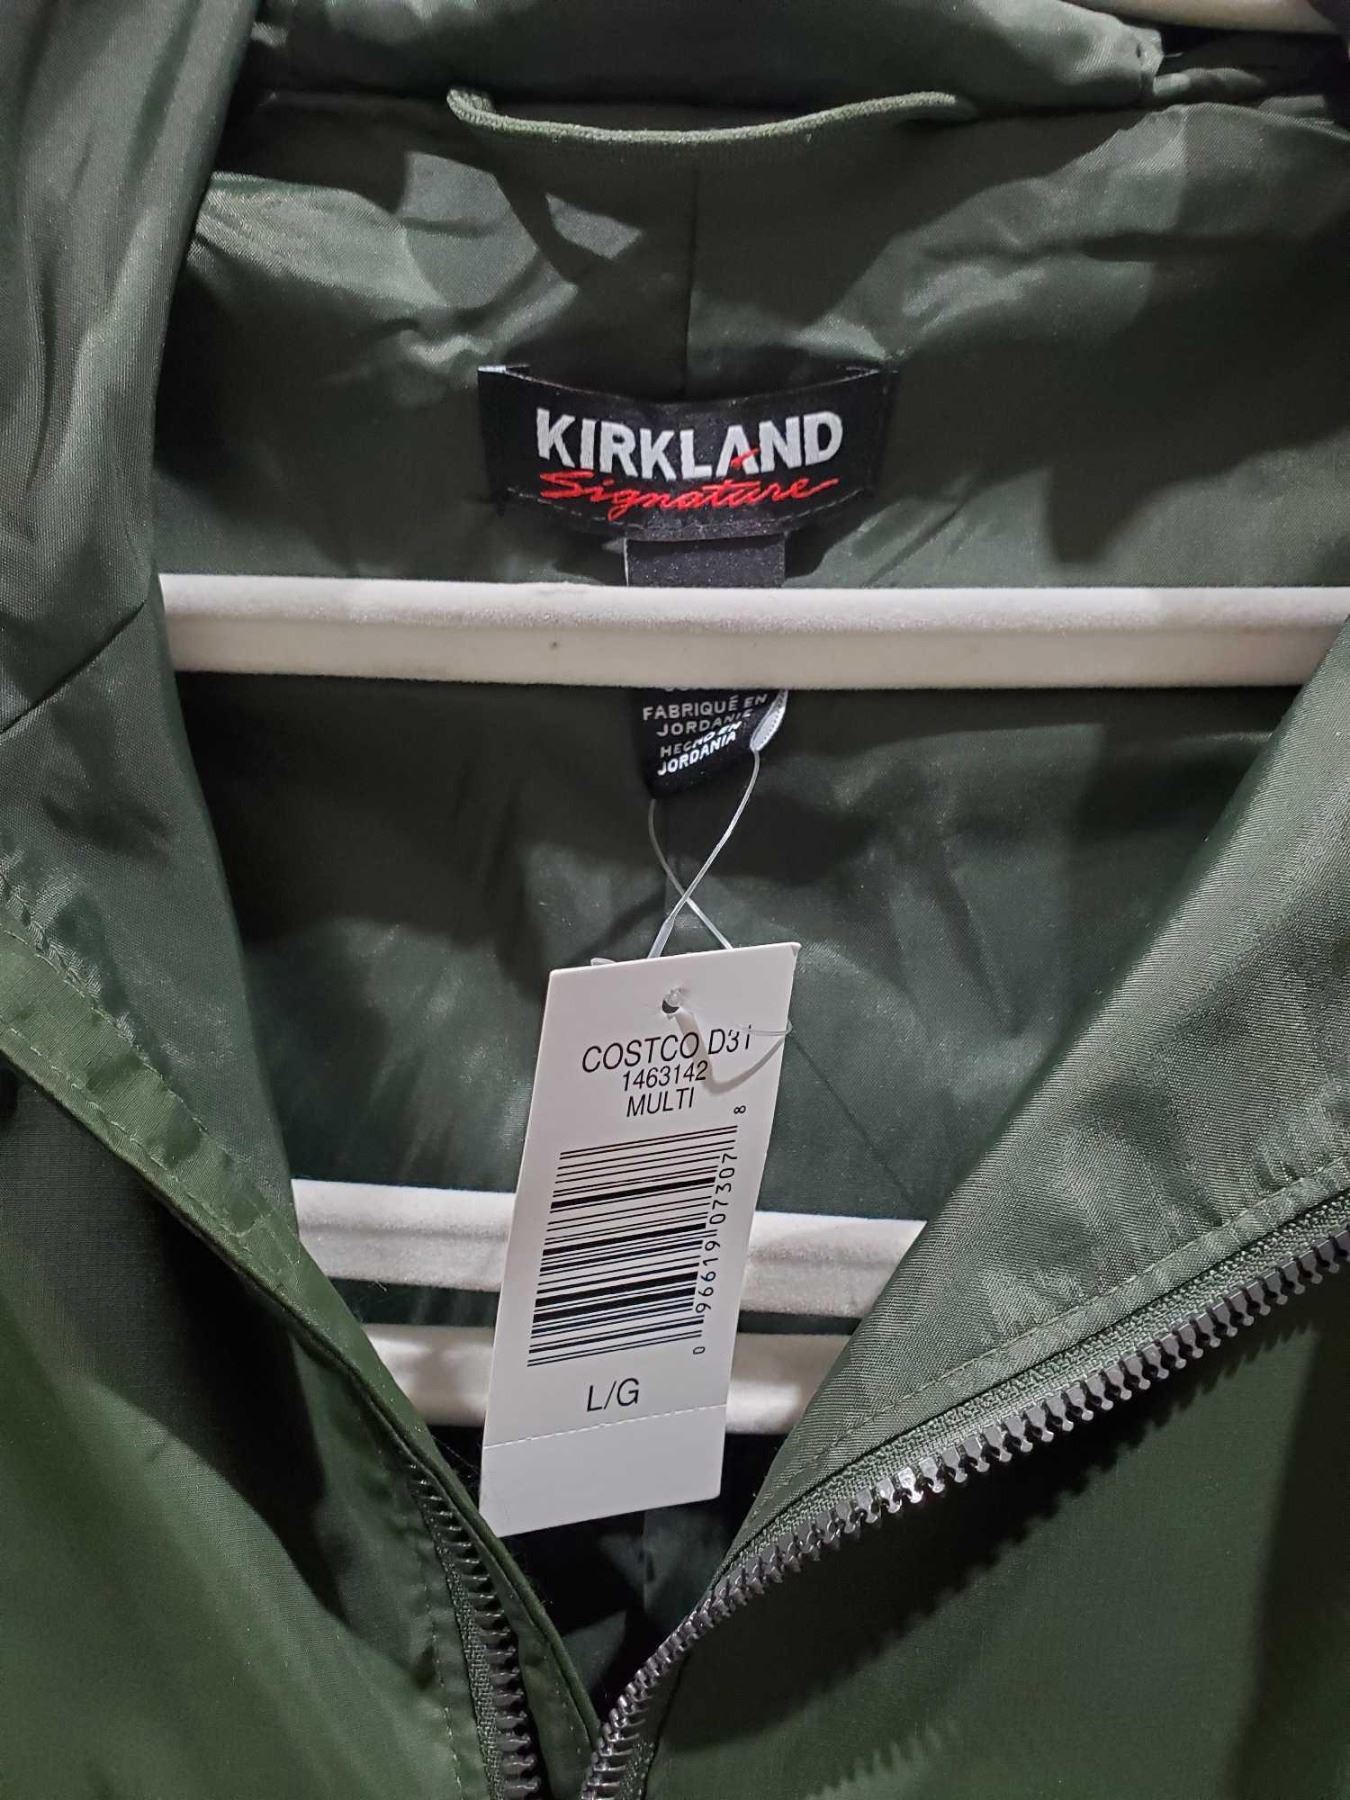 KIRKLAND
Signature
FABRIQUÉ EN
JORDANIE
HECHO EN
JORDANIA
COSTCO D31
1463142
MULTI
0 96619 07307 8
L/G